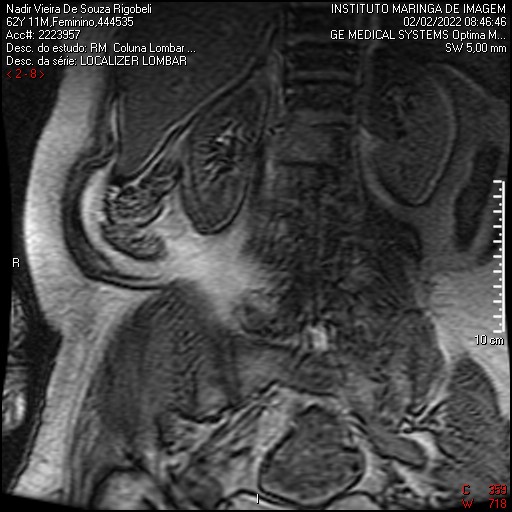 Nadir Vieira De Souza Rigobeli
62Y 11M,Feminino,444535
Acc#: 2223957
Desc. do estudo: RM Coluna Lombar ...
Desc. da série: LOCALIZER LOMBAR
< 2 - 8 >
INSTITUTO MARINGA DE IMAGEM
02/02/2022 08:46:46
GE MEDICAL SYSTEMS Optima M...
SW 5,00 mm
R
10 cm
I
C 359
W 718